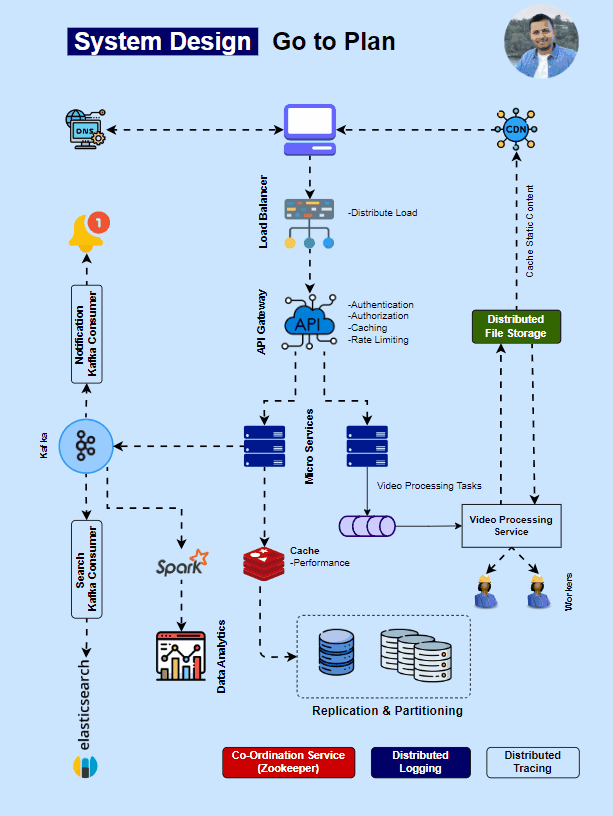 System Design Go to Plan
DNS
CDN
Load Balancer
-Distribute Load
Cache Static Content
1
Notification
Kafka Consumer
API Gateway
API
-Authentication
-Authorization
-Caching
-Rate Limiting
Distributed
File Storage
Kafka
Micro Services
Video Processing Tasks
Video Processing
Service
Search
Kafka Consumer
Spark
Cache
-Performance
Workers
Data Analytics
elasticsearch
Replication & Partitioning
Co-Ordination Service
(Zookeeper)
Distributed
Logging
Distributed
Tracing